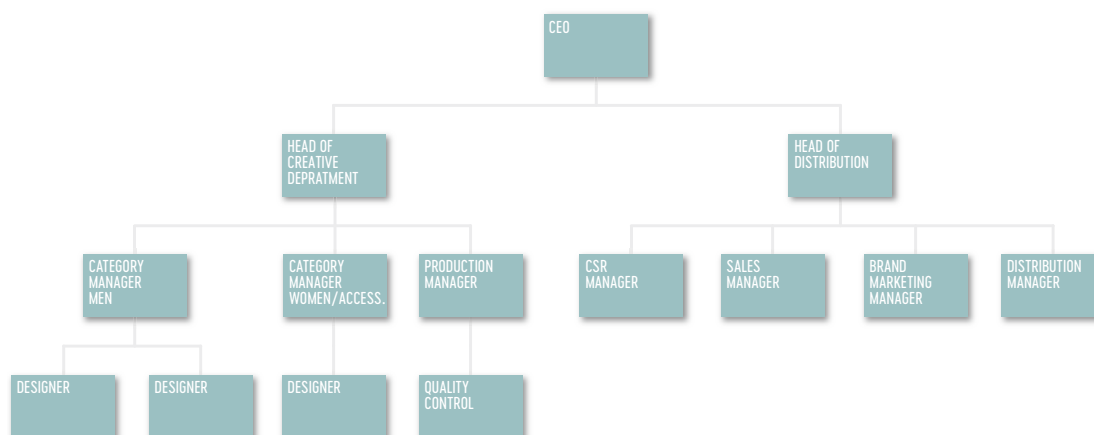 CEO
HEAD OF
CREATIVE
DEPRATMENT
HEAD OF
DISTRIBUTION
CATEGORY
MANAGER
MEN
CATEGORY
MANAGER
WOMEN/ACCESS.
PRODUCTION
MANAGER
CSR
MANAGER
SALES
MANAGER
BRAND
MARKETING
MANAGER
DISTRIBUTION
MANAGER
DESIGNER
DESIGNER
DESIGNER
QUALITY
CONTROL